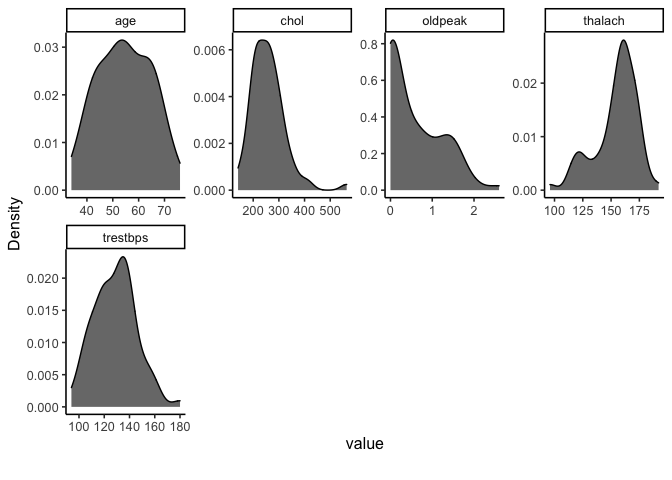 age chol oldpeak thalach
0.03 0.006 0.8
0.6 0.02
0.02 0.004
0.4
0.01 0.002 0.2 0.01
0.00 0.000 0.0 0.00
40 50 60 70 200 300 400 500 0 1 2 100 125 150 175
Density
trestbps
0.020
0.015
0.010
0.005
0.000
100 120 140 160 180
value